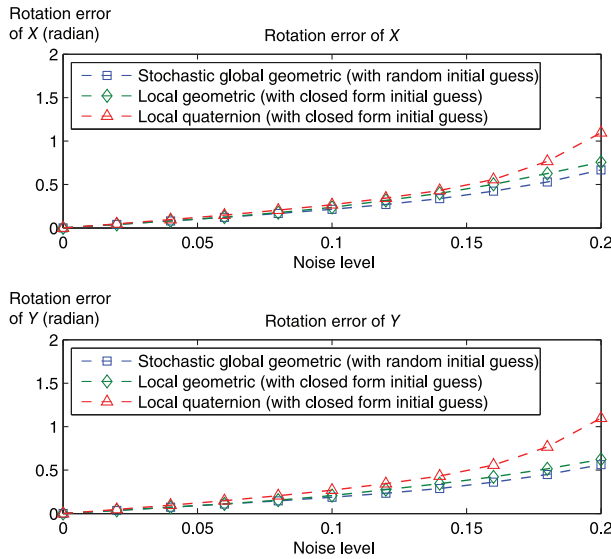 Rotation error
of X (radian)
Rotation error of X
2
Stochastic global geometric (with random initial guess)
Local geometric (with closed form initial guess)
1.5
Local quaternion (with closed form initial guess)
1
0.5
0
0 0.05 0.1 0.15 0.2
Noise level
Rotation error
of Y (radian)
Rotation error of Y
2
Stochastic global geometric (with random initial guess)
Local geometric (with closed form initial guess)
1.5
Local quaternion (with closed form initial guess)
1
0.5
0
0 0.05 0.1 0.15 0.2
Noise level